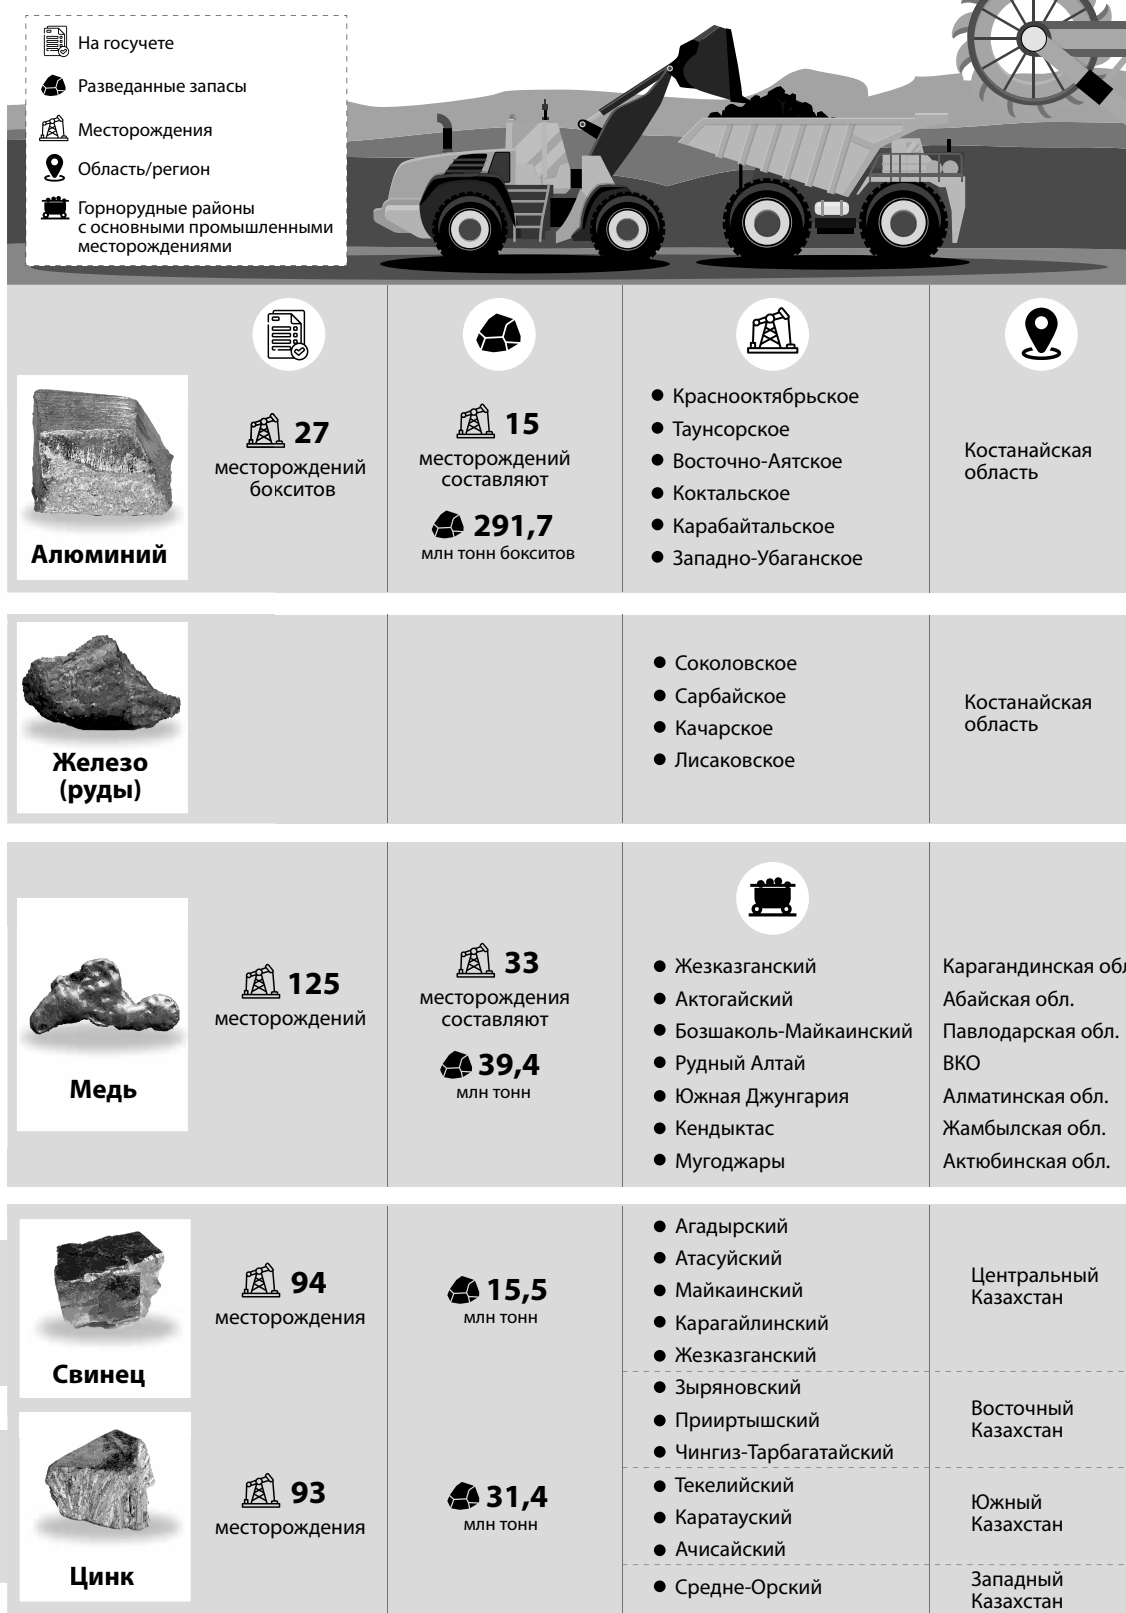 На госучете
Разведанные запасы
Месторождения
Область/регион
Горнорудные районы
с основными промышленными
месторождениями
Алюминий
27
месторождений
бокситов
15
месторождений
составляют
291,7
млн тонн бокситов
Краснооктябрьское
Таунсорское
Восточно-Аятское
Коктальское
Карабайтальское
Западно-Убаганское
Костанайская
область
Железо
(руды)
Соколовское
Сарбайское
Качарское
Лисаковское
Костанайская
область
Медь
125
месторождений
33
месторождения
составляют
39,4
млн тонн
Жезказганский
Актогайский
Бозшаколь-Майкаинский
Рудный Алтай
Южная Джунгария
Кендыктас
Мугоджары
Карагандинская обл
Абайская обл.
Павлодарская обл.
ВКО
Алматинская обл.
Жамбылская обл.
Актюбинская обл.
Свинец
94
месторождения
15,5
млн тонн
Цинк
93
месторождения
31,4
млн тонн
Агадырский
Атасуйский
Майкаинский
Карагайлинский
Жезказганский
Центральный
Казахстан
Зыряновский
Прииртышский
Чингиз-Тарбагатайский
Восточный
Казахстан
Текелийский
Каратауский
Ачисайский
Южный
Казахстан
Средне-Орский
Западный
Казахстан